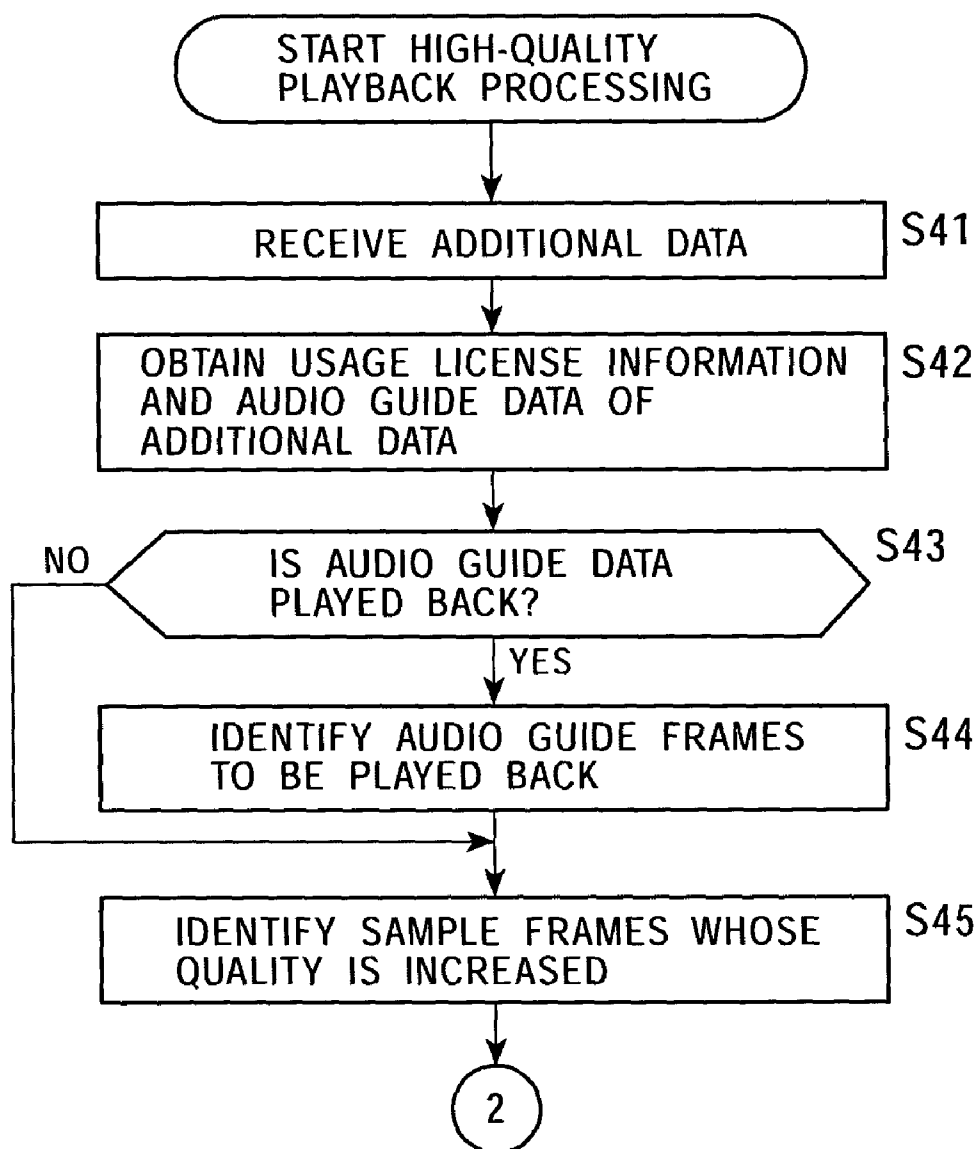 START HIGH-QUALITY
PLAYBACK PROCESSING
RECEIVE ADDITIONAL DATA
S41
OBTAIN USAGE LICENSE INFORMATION
AND AUDIO GUIDE DATA OF
ADDITIONAL DATA
S42
NO
IS AUDIO GUIDE DATA
PLAYED BACK?
S43
YES
IDENTIFY AUDIO GUIDE FRAMES
TO BE PLAYED BACK
S44
IDENTIFY SAMPLE FRAMES WHOSE
QUALITY IS INCREASED
S45
2